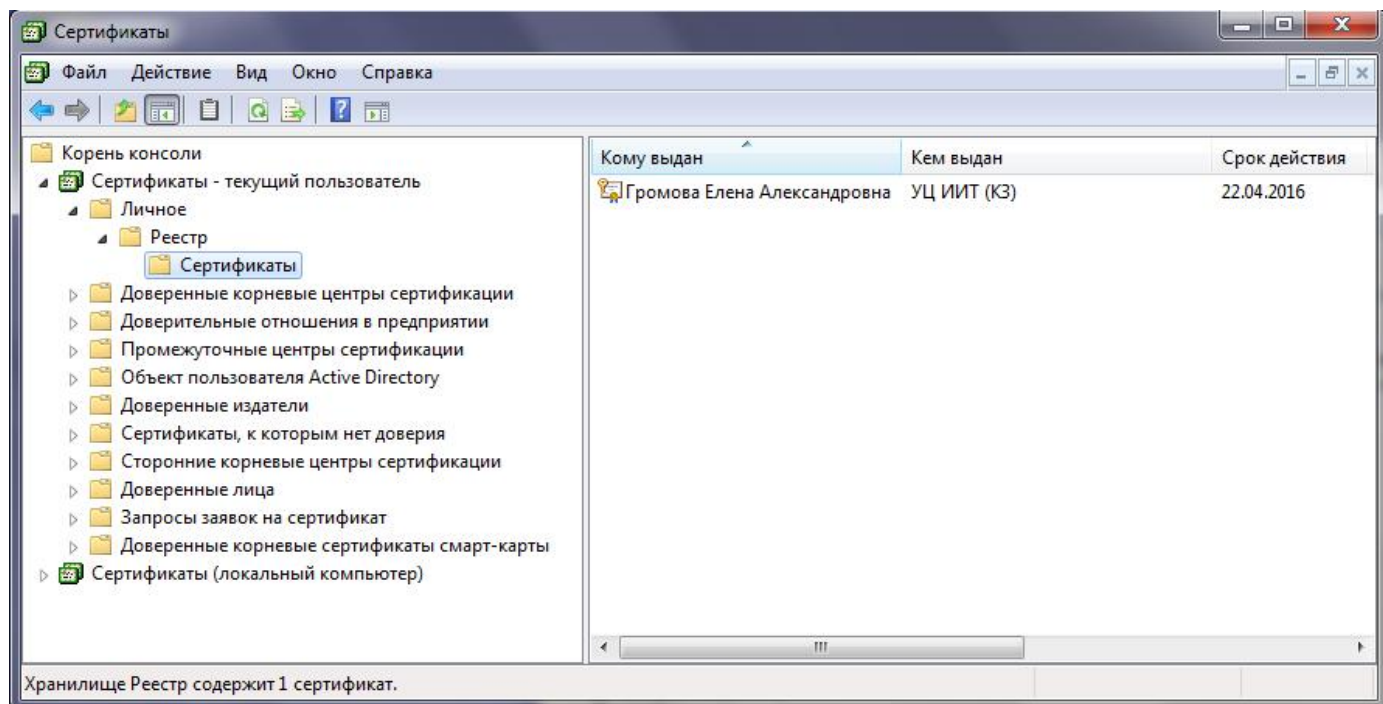 Сертификаты
Файл Действие Вид Окно Справка
Корень консоли
Сертификаты - текущий пользователь
Личное
Реестр
Сертификаты
Доверенные корневые центры сертификации
Доверительные отношения в предприятии
Промежуточные центры сертификации
Объект пользователя Active Directory
Доверенные издатели
Сертификаты, к которым нет доверия
Сторонние корневые центры сертификации
Доверенные лица
Запросы заявок на сертификат
Доверенные корневые сертификаты смарт-карты
Сертификаты (локальный компьютер)
Кому выдан Кем выдан Срок действия
Громова Елена Александровна УЦ ИИТ (К3) 22.04.2016
Хранилище Реестр содержит 1 сертификат.